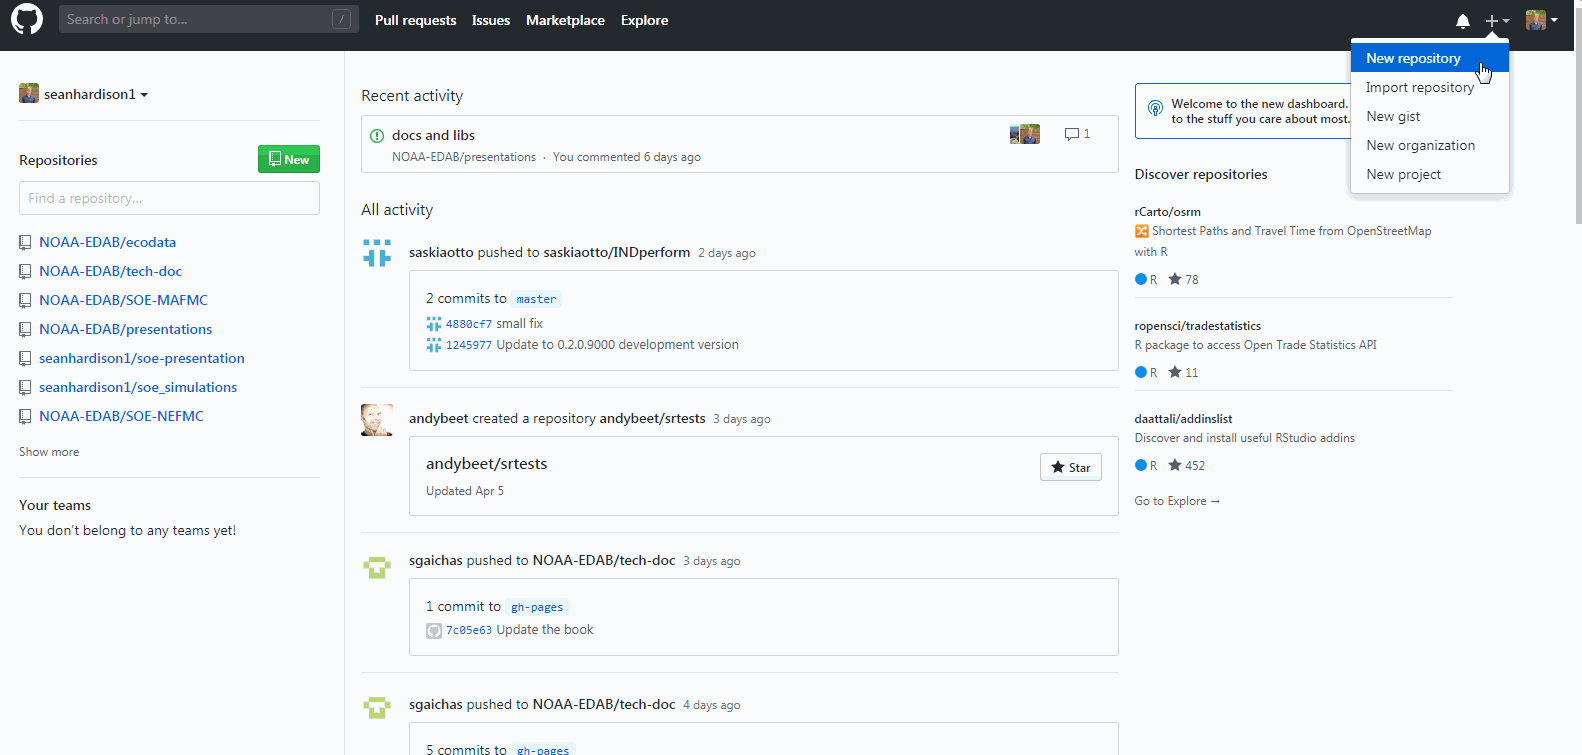 Search or jump to...
/
Pull requests
Issues
Marketplace
Explore
New repository
Import repository
New gist
New organization
New project
seanhardison1
Repositories
New
Find a repository...
NOAA-EDAB/ecodata
NOAA-EDAB/tech-doc
NOAA-EDAB/SOE-MAFMC
NOAA-EDAB/presentations
seanhardison1/soe-presentation
seanhardison1/soe_simulations
NOAA-EDAB/SOE-NEFMC
Show more
Your teams
You don't belong to any teams yet!
Recent activity
docs and libs
1
NOAA-EDAB/presentations · You commented 6 days ago
All activity
saskiaotto pushed to saskiaotto/INDperform 2 days ago
2 commits to master
4880cf7 small fix
1245977 Update to 0.2.0.9000 development version
andybeet created a repository andybeet/srtests 3 days ago
andybeet/srtests
Star
Updated Apr 5
sgaichas pushed to NOAA-EDAB/tech-doc 3 days ago
1 commit to gh-pages
7c05e63 Update the book
sgaichas pushed to NOAA-EDAB/tech-doc 4 days ago
5 commits to gh-pages
Welcome to the new dashboard.
to the stuff you care about most.
Discover repositories
rCarto/osrm
Shortest Paths and Travel Time from OpenStreetMap
with R
R 78
ropensci/tradestatistics
R package to access Open Trade Statistics API
R 11
daattali/addinslist
Discover and install useful RStudio addins
R 452
Go to Explore →